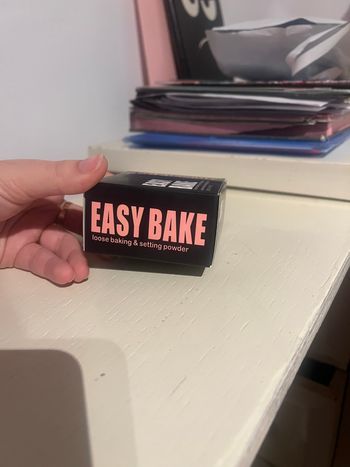 EASY BAKE
loose baking & setting powder